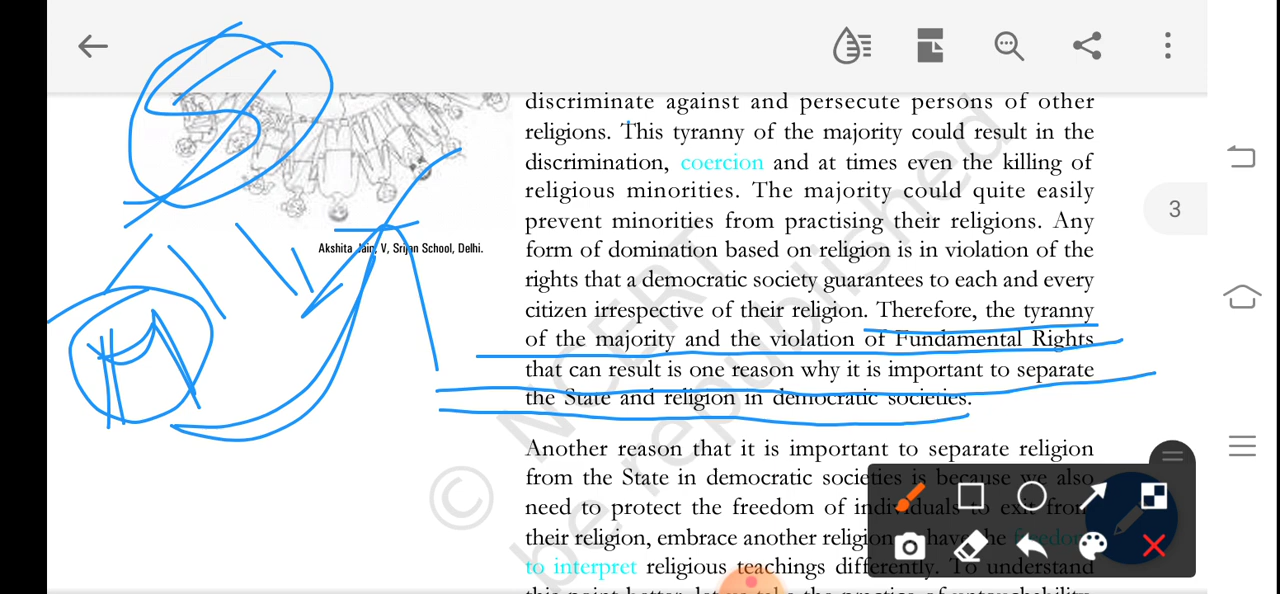 discriminate against and persecute persons of other
religions. This tyranny of the majority could result in the
discrimination, coercion and at times even the killing of
religious minorities. The majority could quite easily
prevent minorities from practising their religions. Any
form of domination based on religion is in violation of the
rights that a democratic society guarantees to each and every
citizen irrespective of their religion. Therefore, the tyranny
of the majority and the violation of Fundamental Rights
that can result is one reason why it is important to separate
the State and religion in democratic societies.
Another reason that it is important to separate religion
from the State in democratic societies is because we also
need to protect the freedom of individuals to exit from
their religion, embrace another religion have the freedom
to interpret religious teachings differently. To understand
Akshita Jain, V, Srijan School, Delhi.
S
M
3
© NCERT
be republished